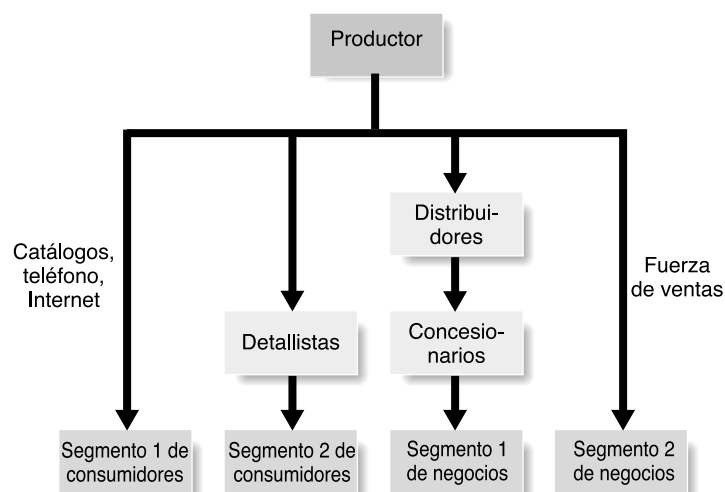 Productor
Catálogos,
teléfono,
Internet
Detallistas
Distribui-
dores
Concesio-
narios
Fuerza
de ventas
Segmento 1 de
consumidores
Segmento 2 de
consumidores
Segmento 1
de negocios
Segmento 2
de negocios